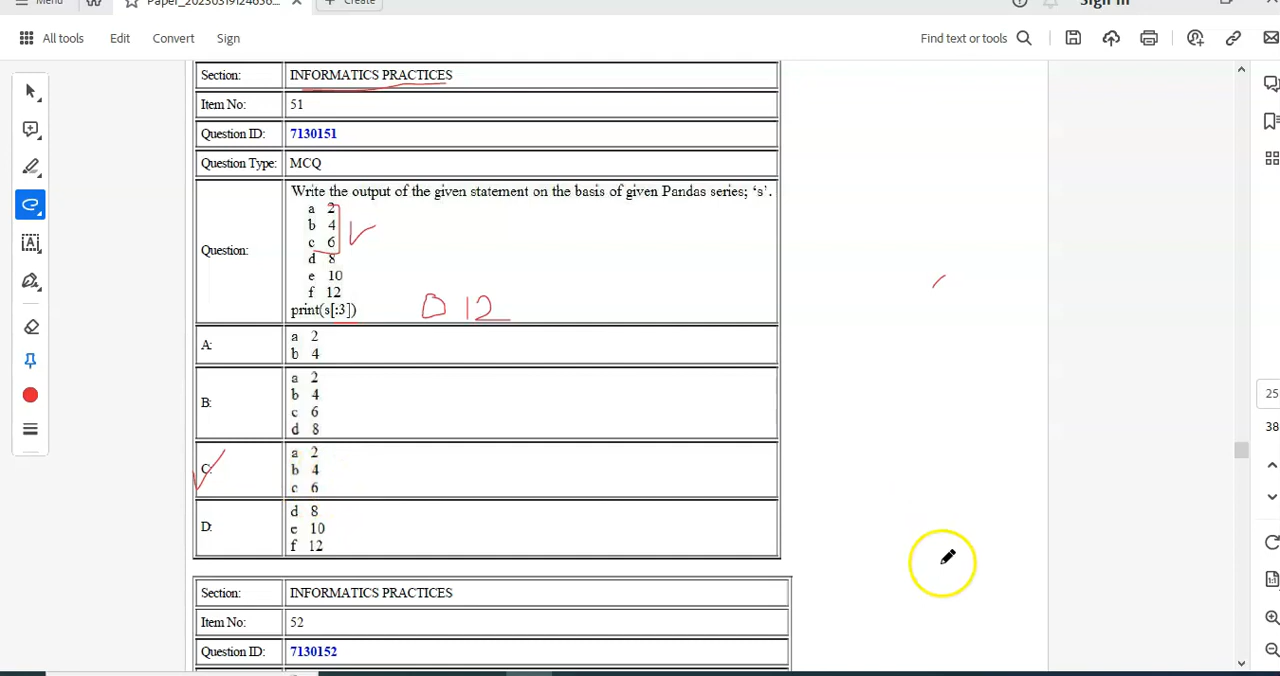 Menu Paper_20230319124636... Create Sign in
All tools Edit Convert Sign Find text or tools
Section: INFORMATICS PRACTICES
Item No: 51
Question ID: 7130151
Question Type: MCQ
Question: Write the output of the given statement on the basis of given Pandas series; ‘s’.
a 2
b 4
c 6
d 8
e 10
f 12
print(s[:3])
0 12
A: a 2
b 4
B: a 2
b 4
c 6
d 8
C: a 2
b 4
c 6
D: d 8
e 10
f 12
Section: INFORMATICS PRACTICES
Item No: 52
Question ID: 7130152
25
38